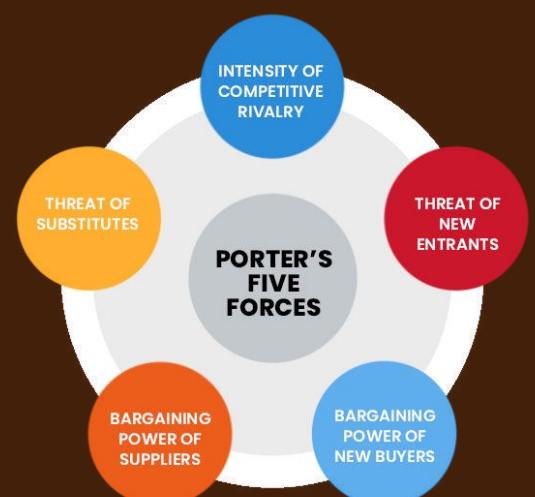 INTENSITY OF
COMPETITIVE
RIVALRY
THREAT OF
SUBSTITUTES
THREAT OF
NEW
ENTRANTS
PORTER'S
FIVE
FORCES
BARGAINING
POWER OF
SUPPLIERS
BARGAINING
POWER OF
NEW BUYERS